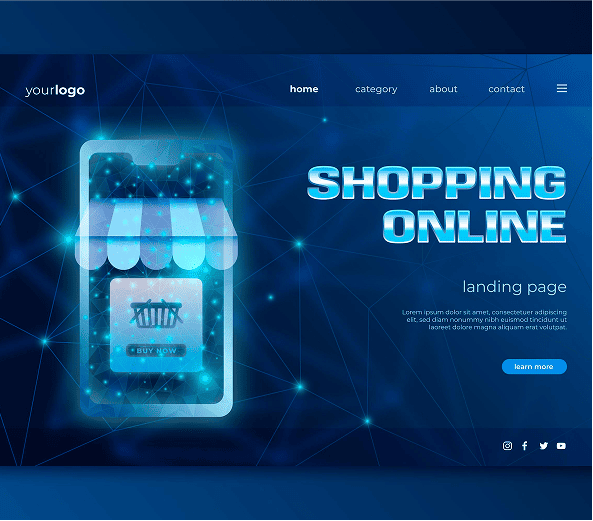 yourlogo
home category about contact
SHOPPING
ONLINE
landing page
Lorem ipsum dolor sit amet, consectetuer adipiscing
elit, sed diam nonummy nibh euismod tincidunt ut
laoreet dolore magna aliquam erat volutpat.
learn more
BUY NOW